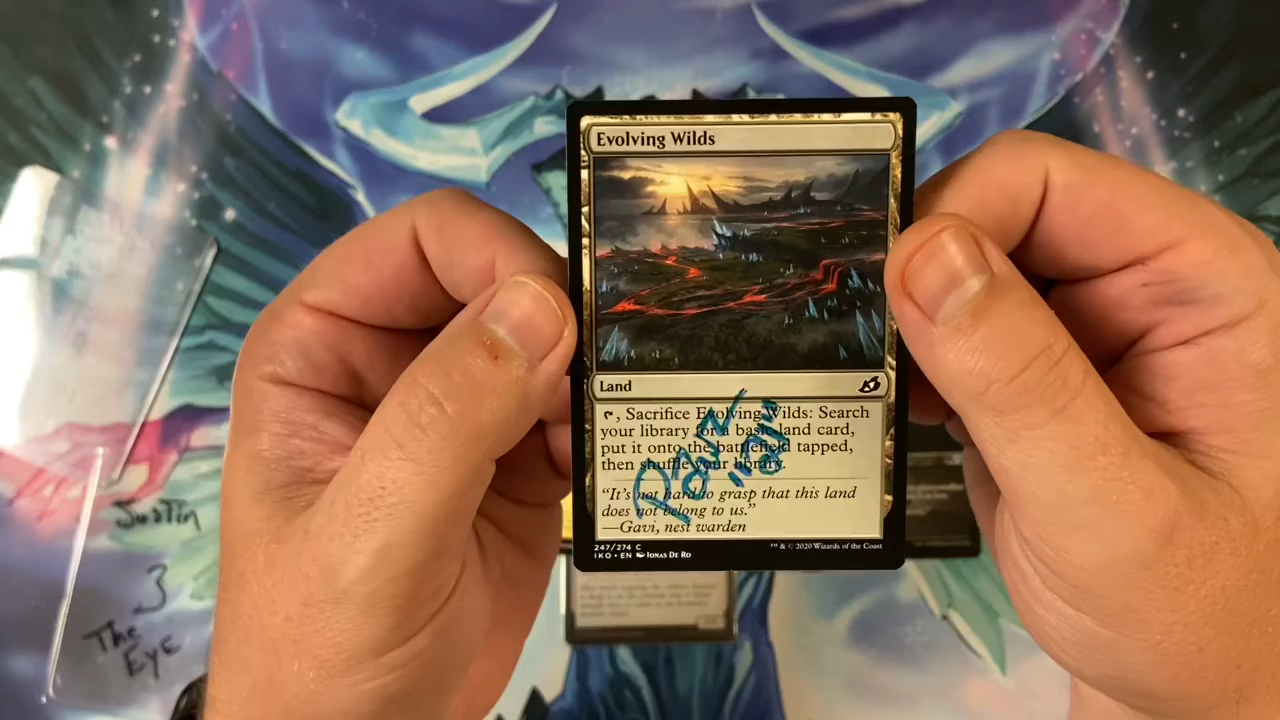 Evolving Wilds
Land
, Sacrifice Evolving Wilds: Search
your library for a basic land card,
put it onto the battlefield tapped,
then shuffle your library.
"It's not hard to grasp that this land
does not belong to us."
—Gavi, nest warden
247/274 C
IKO • EN Jonas De Ro
™ & © 2020 Wizards of the Coast
Justin
3
The
Eye